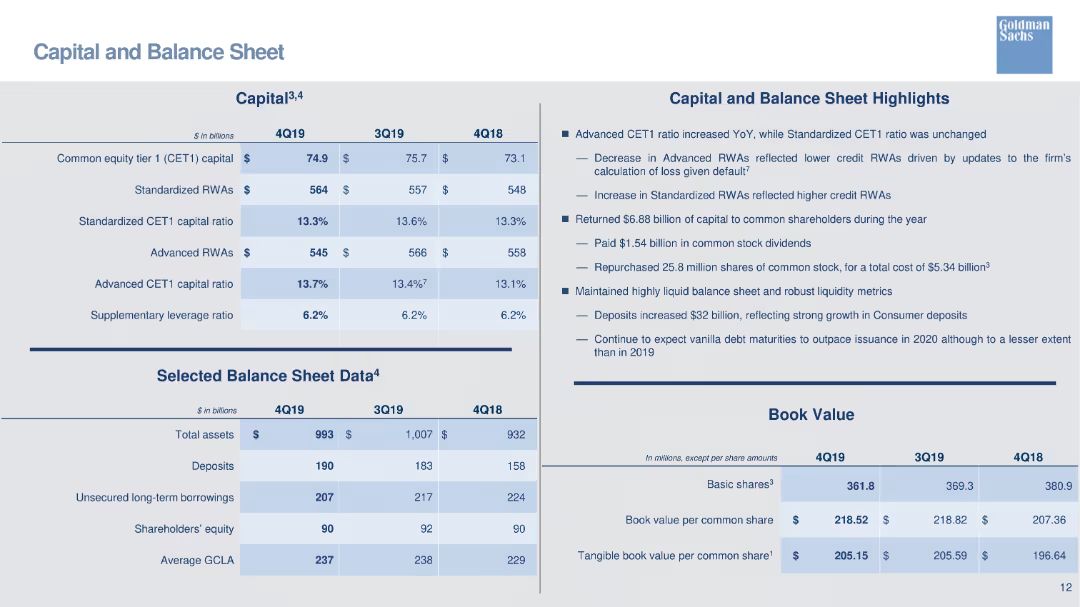 Capital and Balance Sheet
Goldman
Sachs
Capital3,4
$ in billions 4Q19 3Q19 4Q18
Common equity tier 1 (CET1) capital $ 74.9 $ 75.7 $ 73.1
Standardized RWAs $ 564 $ 557 $ 548
Standardized CET1 capital ratio 13.3% 13.6% 13.3%
Advanced RWAs $ 545 $ 566 $ 558
Advanced CET1 capital ratio 13.7% 13.4%7 13.1%
Supplementary leverage ratio 6.2% 6.2% 6.2%
Selected Balance Sheet Data4
$ in billions 4Q19 3Q19 4Q18
Total assets $ 993 $ 1,007 $ 932
Deposits 190 183 158
Unsecured long-term borrowings 207 217 224
Shareholders' equity 90 92 90
Average GCLA 237 238 229
Capital and Balance Sheet Highlights
■ Advanced CET1 ratio increased YoY, while Standardized CET1 ratio was unchanged
— Decrease in Advanced RWAs reflected lower credit RWAs driven by updates to the firm's
calculation of loss given default7
— Increase in Standardized RWAs reflected higher credit RWAs
■ Returned $6.88 billion of capital to common shareholders during the year
— Paid $1.54 billion in common stock dividends
— Repurchased 25.8 million shares of common stock, for a total cost of $5.34 billion3
■ Maintained highly liquid balance sheet and robust liquidity metrics
— Deposits increased $32 billion, reflecting strong growth in Consumer deposits
— Continue to expect vanilla debt maturities to outpace issuance in 2020 although to a lesser extent
than in 2019
Book Value
In millions, except per share amounts 4Q19 3Q19 4Q18
Basic shares3 361.8 369.3 380.9
Book value per common share $ 218.52 $ 218.82 $ 207.36
Tangible book value per common share1 $ 205.15 $ 205.59 $ 196.64
12